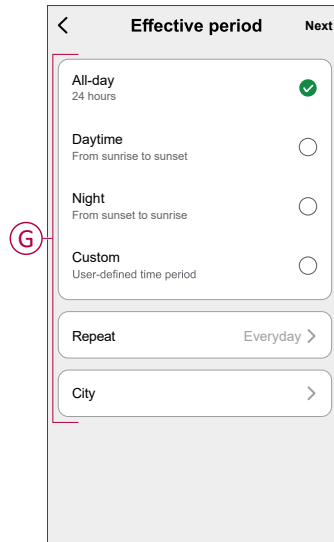 Effective period Next
All-day
24 hours
Daytime
From sunrise to sunset
Night
From sunset to sunrise
G
Custom
User-defined time period
Repeat Everyday
City